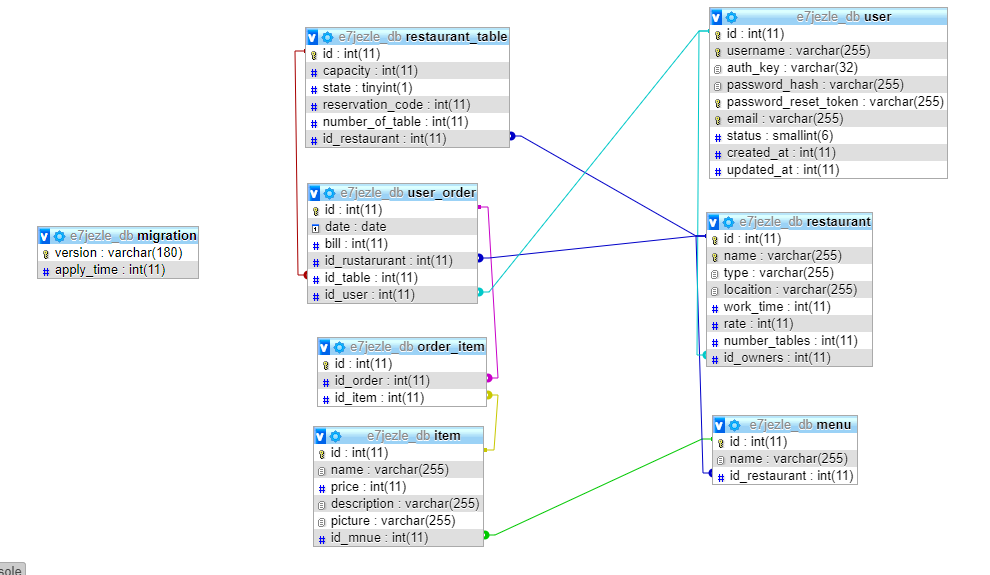 e7jezle_db restaurant_table
id : int(11)
capacity : int(11)
state : tinyint(1)
reservation_code : int(11)
number_of_table : int(11)
id_restaurant : int(11)
e7jezle_db user
id : int(11)
username : varchar(255)
auth_key : varchar(32)
password_hash : varchar(255)
password_reset_token : varchar(255)
email : varchar(255)
status : smallint(6)
created_at : int(11)
updated_at : int(11)
e7jezle_db user_order
id : int(11)
date : date
bill : int(11)
id_rustarurant : int(11)
id_table : int(11)
id_user : int(11)
e7jezle_db migration
version : varchar(180)
apply_time : int(11)
e7jezle_db restaurant
id : int(11)
name : varchar(255)
type : varchar(255)
locaition : varchar(255)
work_time : int(11)
rate : int(11)
number_tables : int(11)
id_owners : int(11)
e7jezle_db order_item
id : int(11)
id_order : int(11)
id_item : int(11)
e7jezle_db item
id : int(11)
name : varchar(255)
price : int(11)
description : varchar(255)
picture : varchar(255)
id_mnue : int(11)
e7jezle_db menu
id : int(11)
name : varchar(255)
id_restaurant : int(11)
sole